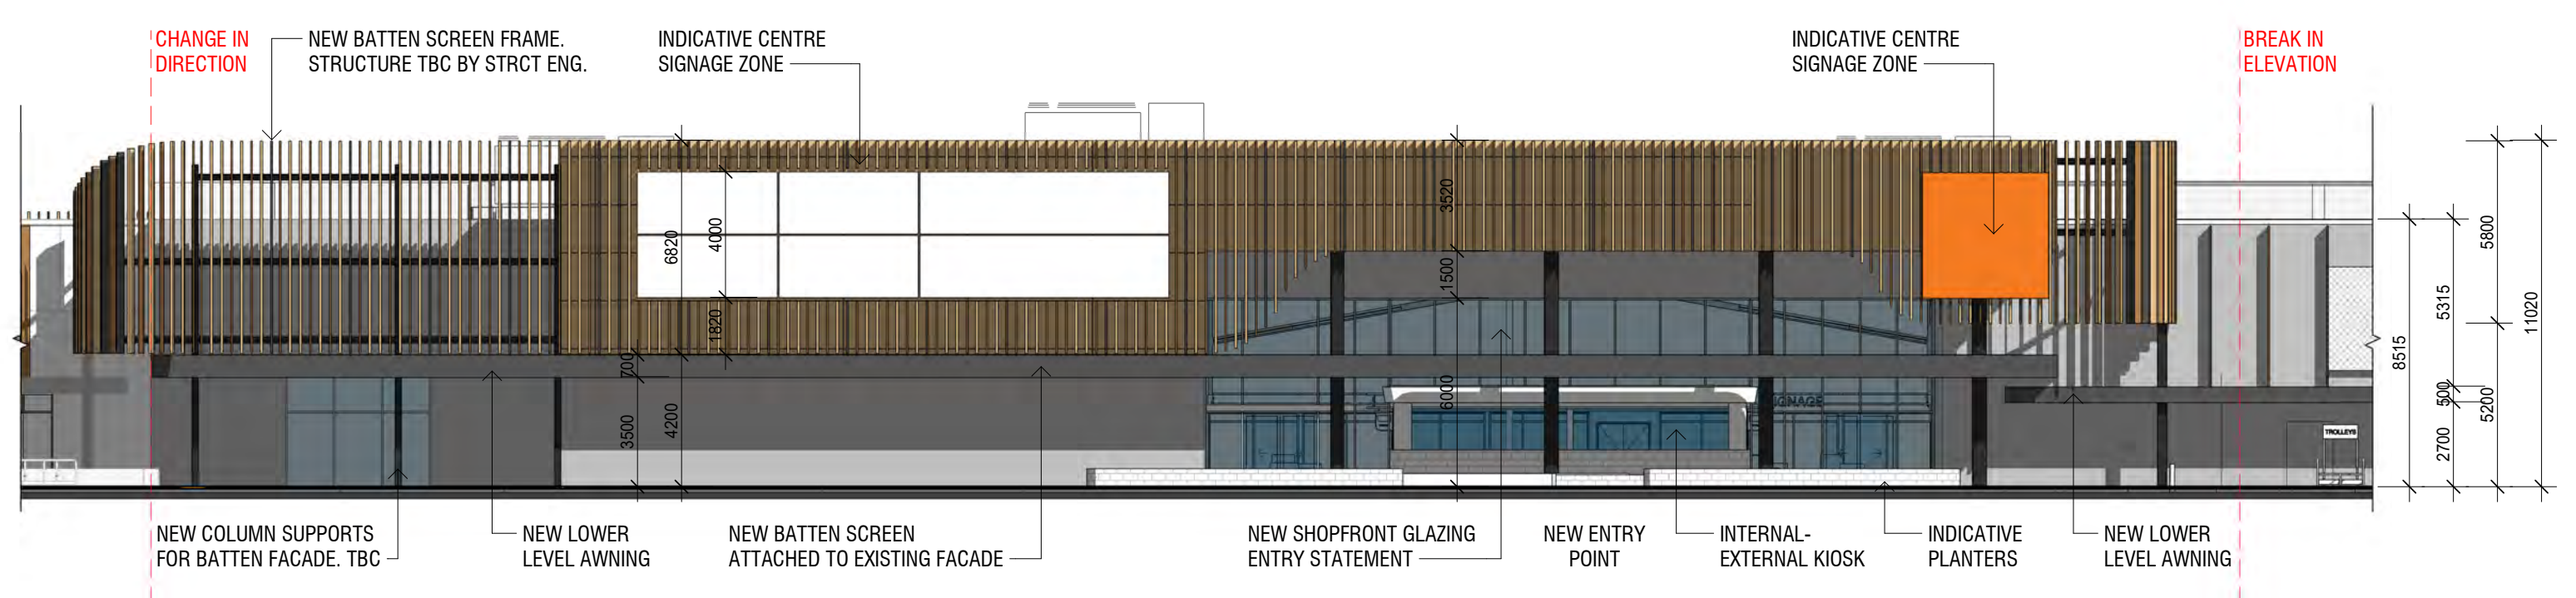 CHANGE IN
DIRECTION
NEW BATTEN SCREEN FRAME.
STRUCTURE TBC BY STRCT ENG.
INDICATIVE CENTRE
SIGNAGE ZONE
INDICATIVE CENTRE
SIGNAGE ZONE
BREAK IN
ELEVATION
6820
4000
1820
700
3500
4200
3520
1500
6000
SIGNAGE
TROLLEYS
8515
5315
500
2700
5800
5200
11020
NEW COLUMN SUPPORTS
FOR BATTEN FACADE. TBC
NEW LOWER
LEVEL AWNING
NEW BATTEN SCREEN
ATTACHED TO EXISTING FACADE
NEW SHOPFRONT GLAZING
ENTRY STATEMENT
NEW ENTRY
POINT
INTERNAL-
EXTERNAL KIOSK
INDICATIVE
PLANTERS
NEW LOWER
LEVEL AWNING